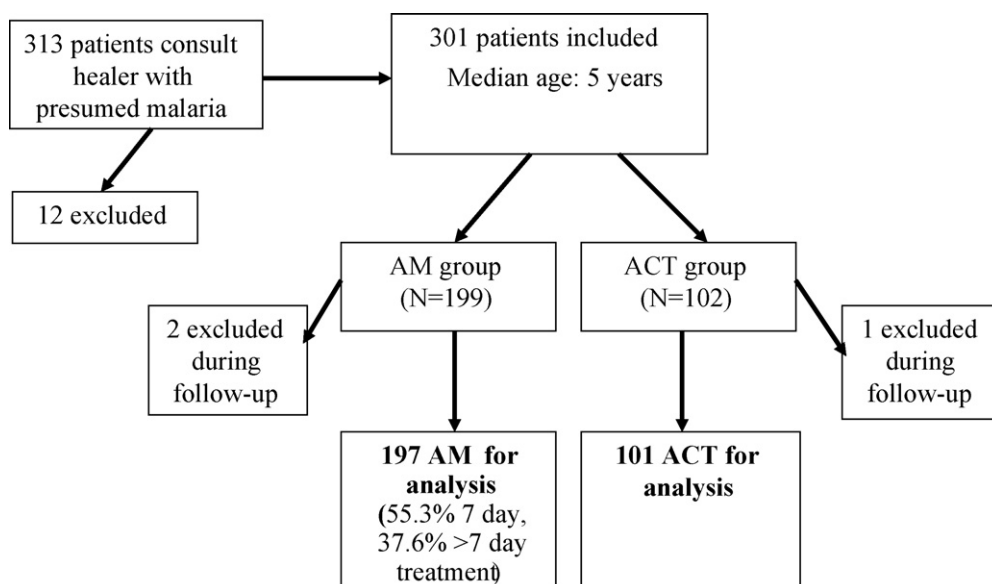 313 patients consult
healer with
presumed malaria
301 patients included
Median age: 5 years
12 excluded
AM group
(N=199)
ACT group
(N=102)
2 excluded
during
follow-up
1 excluded
during
follow-up
197 AM for
analysis
(55.3% 7 day,
37.6% >7 day
treatment)
101 ACT for
analysis